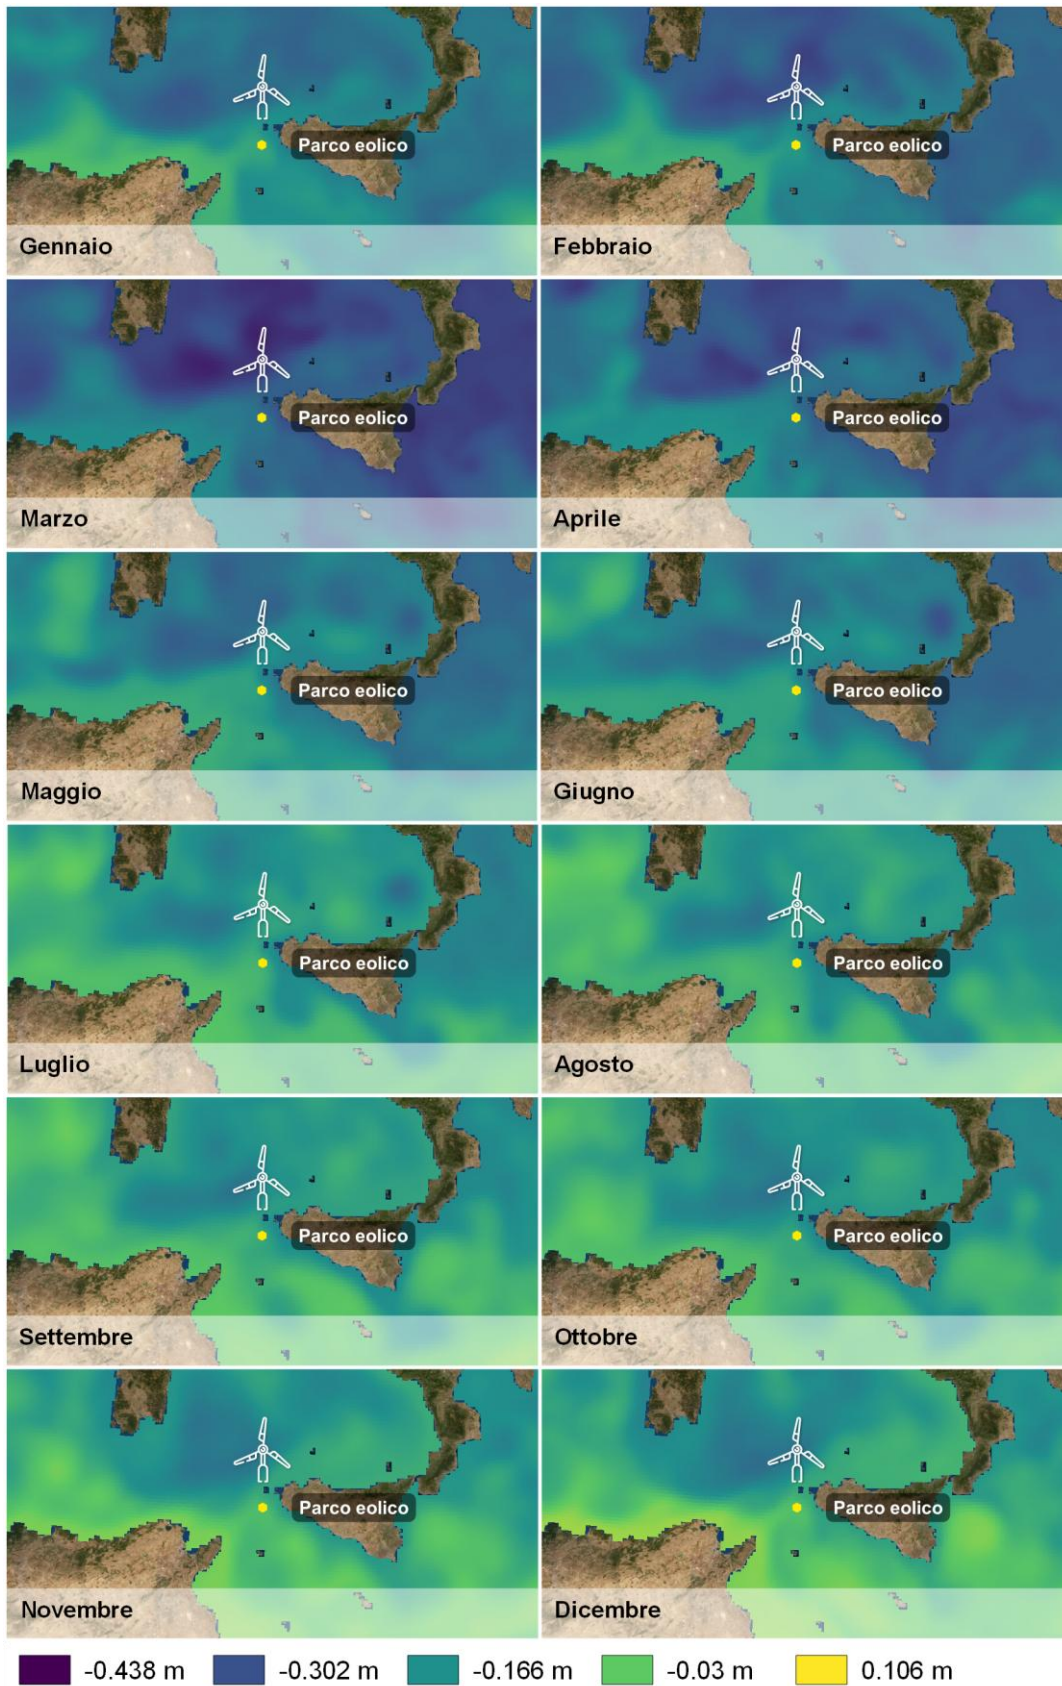 Parco eolico
Gennaio
Parco eolico
Febbraio
Parco eolico
Marzo
Parco eolico
Aprile
Parco eolico
Maggio
Parco eolico
Giugno
Parco eolico
Luglio
Parco eolico
Agosto
Parco eolico
Settembre
Parco eolico
Ottobre
Parco eolico
Novembre
Parco eolico
Dicembre
-0.438 m -0.302 m -0.166 m -0.03 m 0.106 m